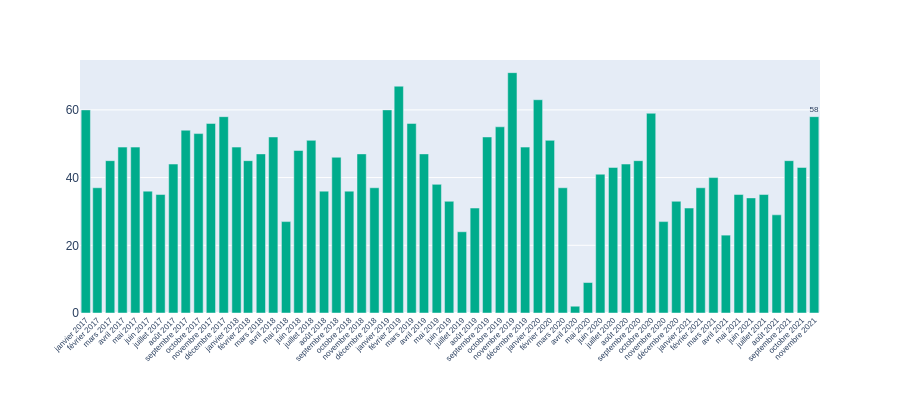 60
40
20
0
58
janvier 2017
février 2017
mars 2017
avril 2017
mai 2017
juin 2017
juillet 2017
août 2017
septembre 2017
octobre 2017
novembre 2017
décembre 2017
janvier 2018
février 2018
mars 2018
avril 2018
mai 2018
juin 2018
juillet 2018
août 2018
septembre 2018
octobre 2018
novembre 2018
décembre 2018
janvier 2019
février 2019
mars 2019
avril 2019
mai 2019
juin 2019
juillet 2019
août 2019
septembre 2019
octobre 2019
novembre 2019
décembre 2019
janvier 2020
février 2020
mars 2020
avril 2020
mai 2020
juin 2020
juillet 2020
août 2020
septembre 2020
octobre 2020
novembre 2020
décembre 2020
janvier 2021
février 2021
mars 2021
avril 2021
mai 2021
juin 2021
juillet 2021
août 2021
septembre 2021
octobre 2021
novembre 2021